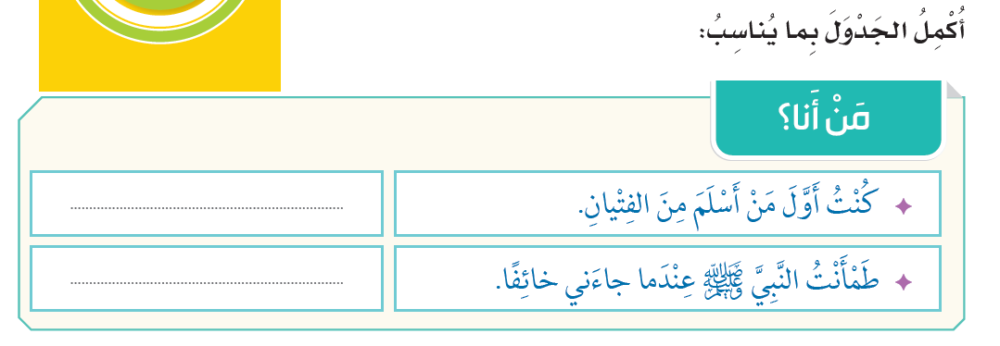 أُكْمِلُ الجَدْوَلَ بِما يُناسِبُ:
مَنْ أَنا؟
كُنْتُ أَوَّلَ مَنْ أَسْلَمَ مِنَ الفِتْيانِ.
طَمْأَنْتُ النَّبِيَّ ﷺ عِنْدَما جاءَني خائِفًا.